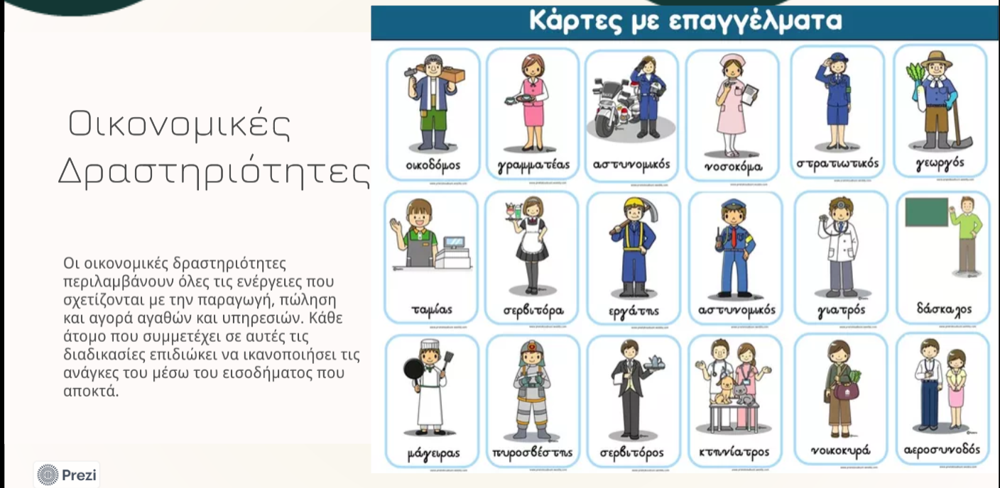 Κάρτες με επαγγέλματα
Οικονομικές
Δραστηριότητες
Οι οικονομικές δραστηριότητες
περιλαμβάνουν όλες τις ενέργειες που
σχετίζονται με την παραγωγή, πώληση
και αγορά αγαθών και υπηρεσιών. Κάθε
άτομο που συμμετέχει σε αυτές τις
διαδικασίες επιδιώκει να ικανοποιήσει τις
ανάγκες του μέσω του εισοδήματος που
αποκτά.
οικοδόμος γραμματέας αστυνομικός νοσοκόμα στρατιωτικός γεωργός
ταμίας σερβιτόρα εργάτης αστυνομικός γιατρός δάσκαλος
μάγειρας πυροσβέστης σερβιτόρος κτηνίατρος νοικοκυρά αεροσυνοδός
Prezi